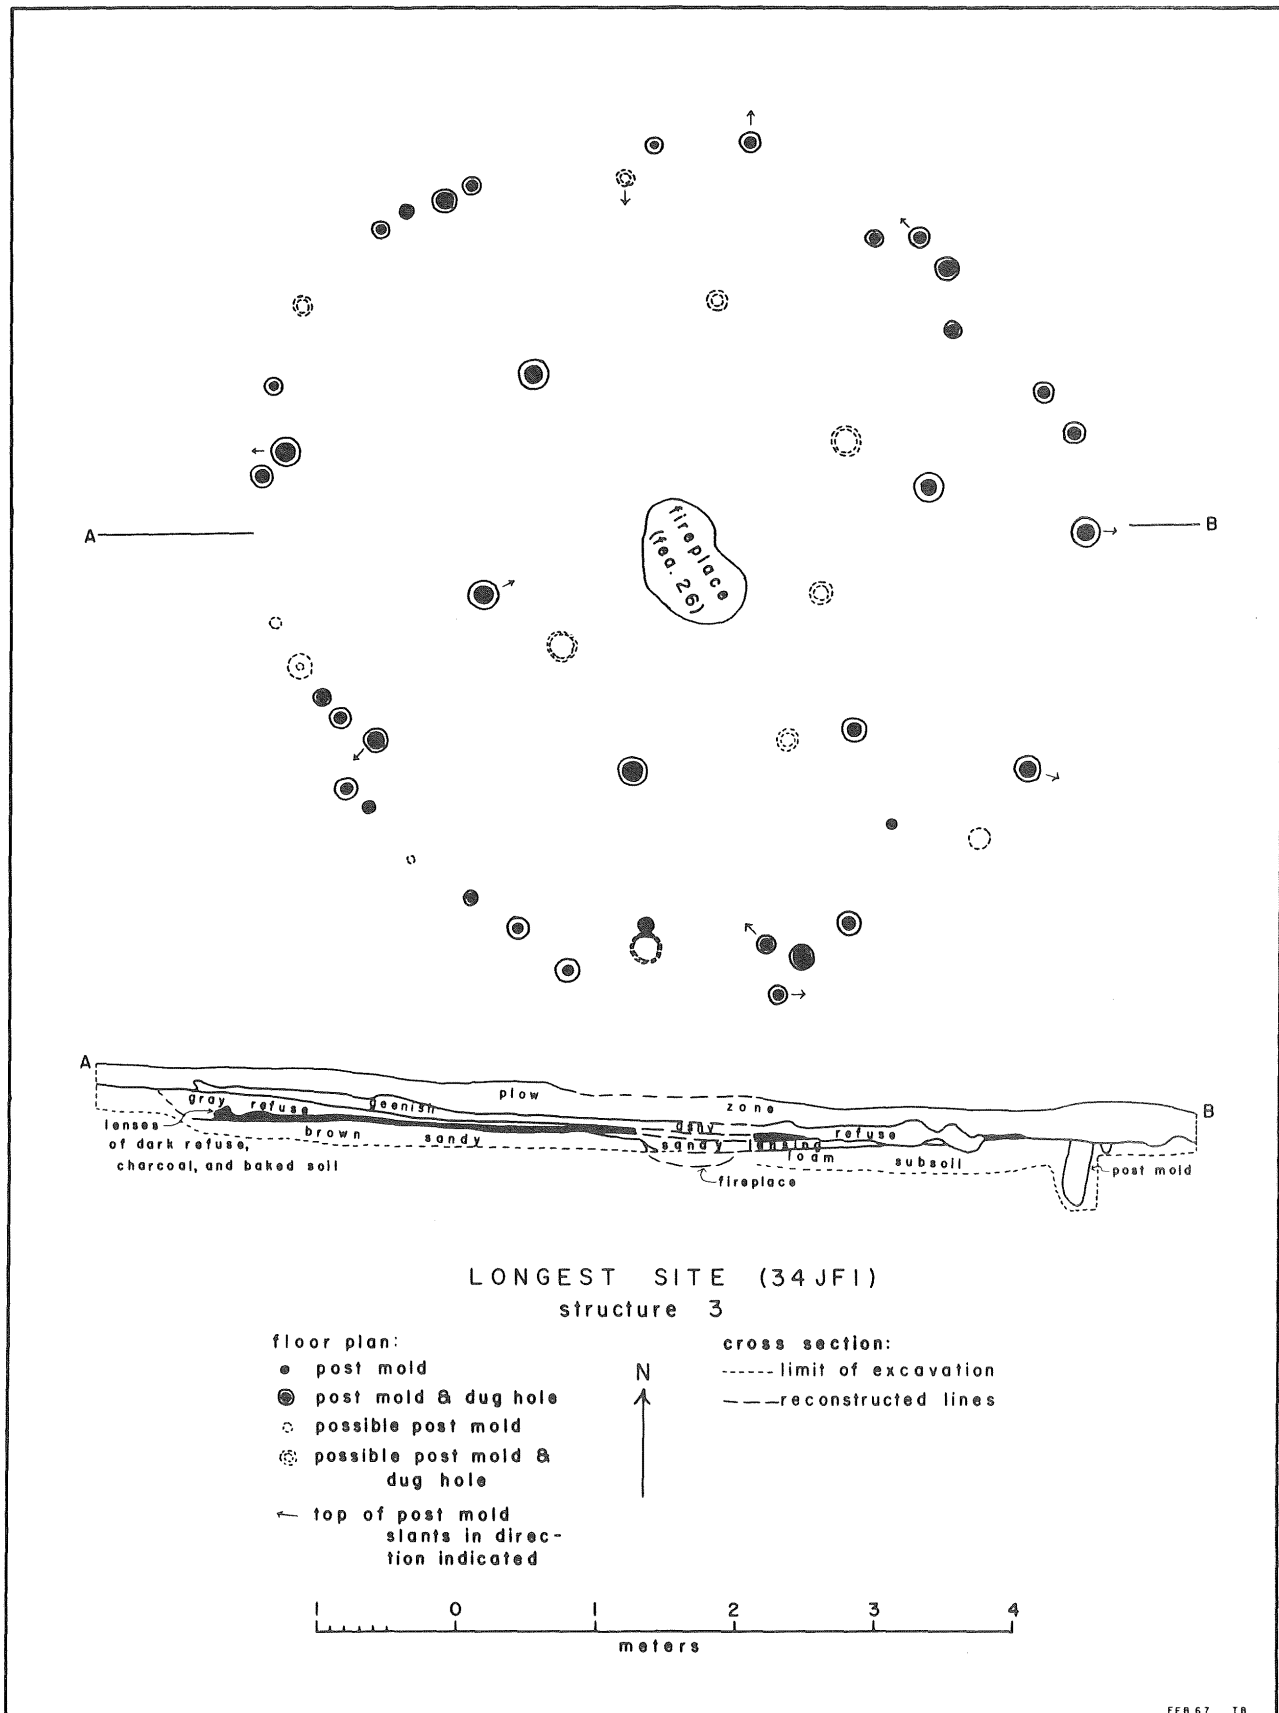 A
B
fireplace
(fea. 26)
A
B
plow
zone
gray
refuse
geenish
ashy
refuse
lenses
of dark refuse,
charcoal, and baked soil
brown
sandy
sandy
lensing
loam
subsoil
fireplace
post mold
LONGEST SITE (34JF1)
structure 3
floor plan:
post mold
post mold & dug hole
possible post mold
possible post mold &
dug hole
top of post mold
slants in direc-
tion indicated
N
cross section:
limit of excavation
reconstructed lines
1 0 1 2 3 4
meters
FEB 67 TB